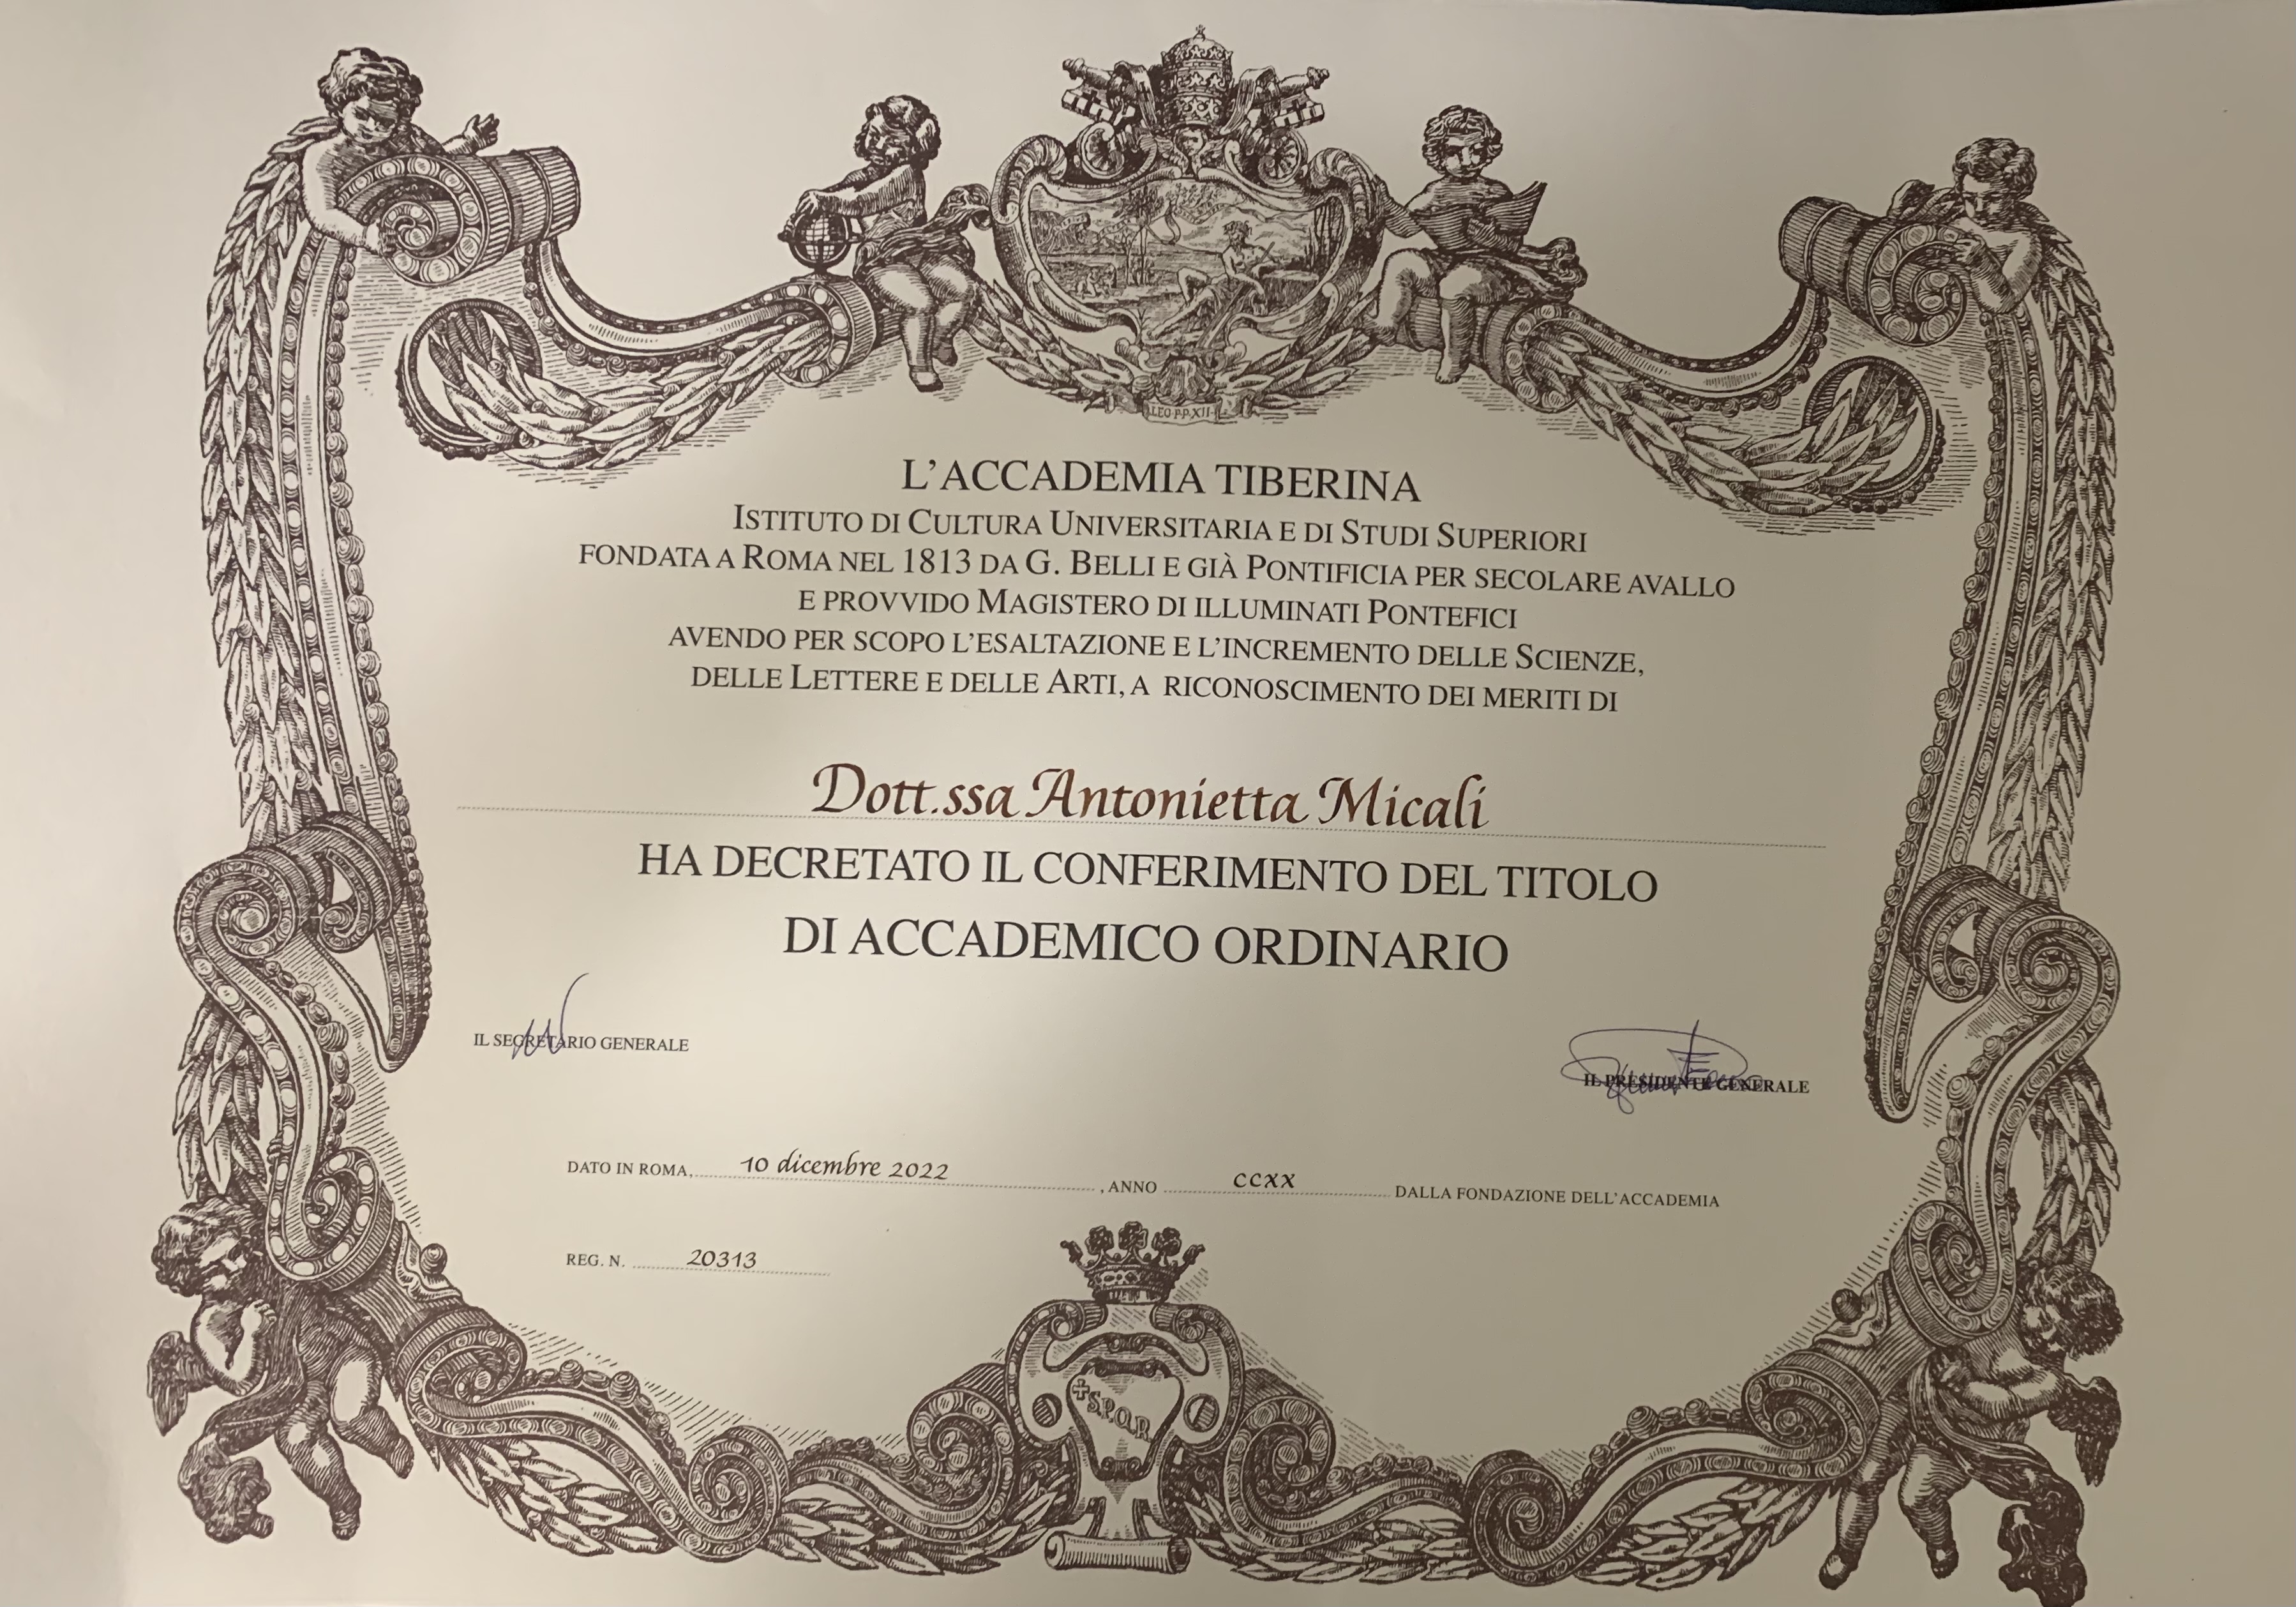 LEO.P.P.XII.
L'ACCADEMIA TIBERINA
ISTITUTO DI CULTURA UNIVERSITARIA E DI STUDI SUPERIORI
FONDATA A ROMA NEL 1813 DA G. BELLI E GIÀ PONTIFICIA PER SECOLARE AVALLO
E PROVVIDO MAGISTERO DI ILLUMINATI PONTEFICI
AVENDO PER SCOPO L'ESALTAZIONE E L'INCREMENTO DELLE SCIENZE,
DELLE LETTERE E DELLE ARTI, A RICONOSCIMENTO DEI MERITI DI
Dott.ssa Antonietta Micali
HA DECRETATO IL CONFERIMENTO DEL TITOLO
DI ACCADEMICO ORDINARIO
IL SEGRETARIO GENERALE
IL PRESIDENTE GENERALE
DATO IN ROMA, 10 dicembre 2022, ANNO CCXX DALLA FONDAZIONE DELL'ACCADEMIA
REG. N. 20313
S.P.Q.R